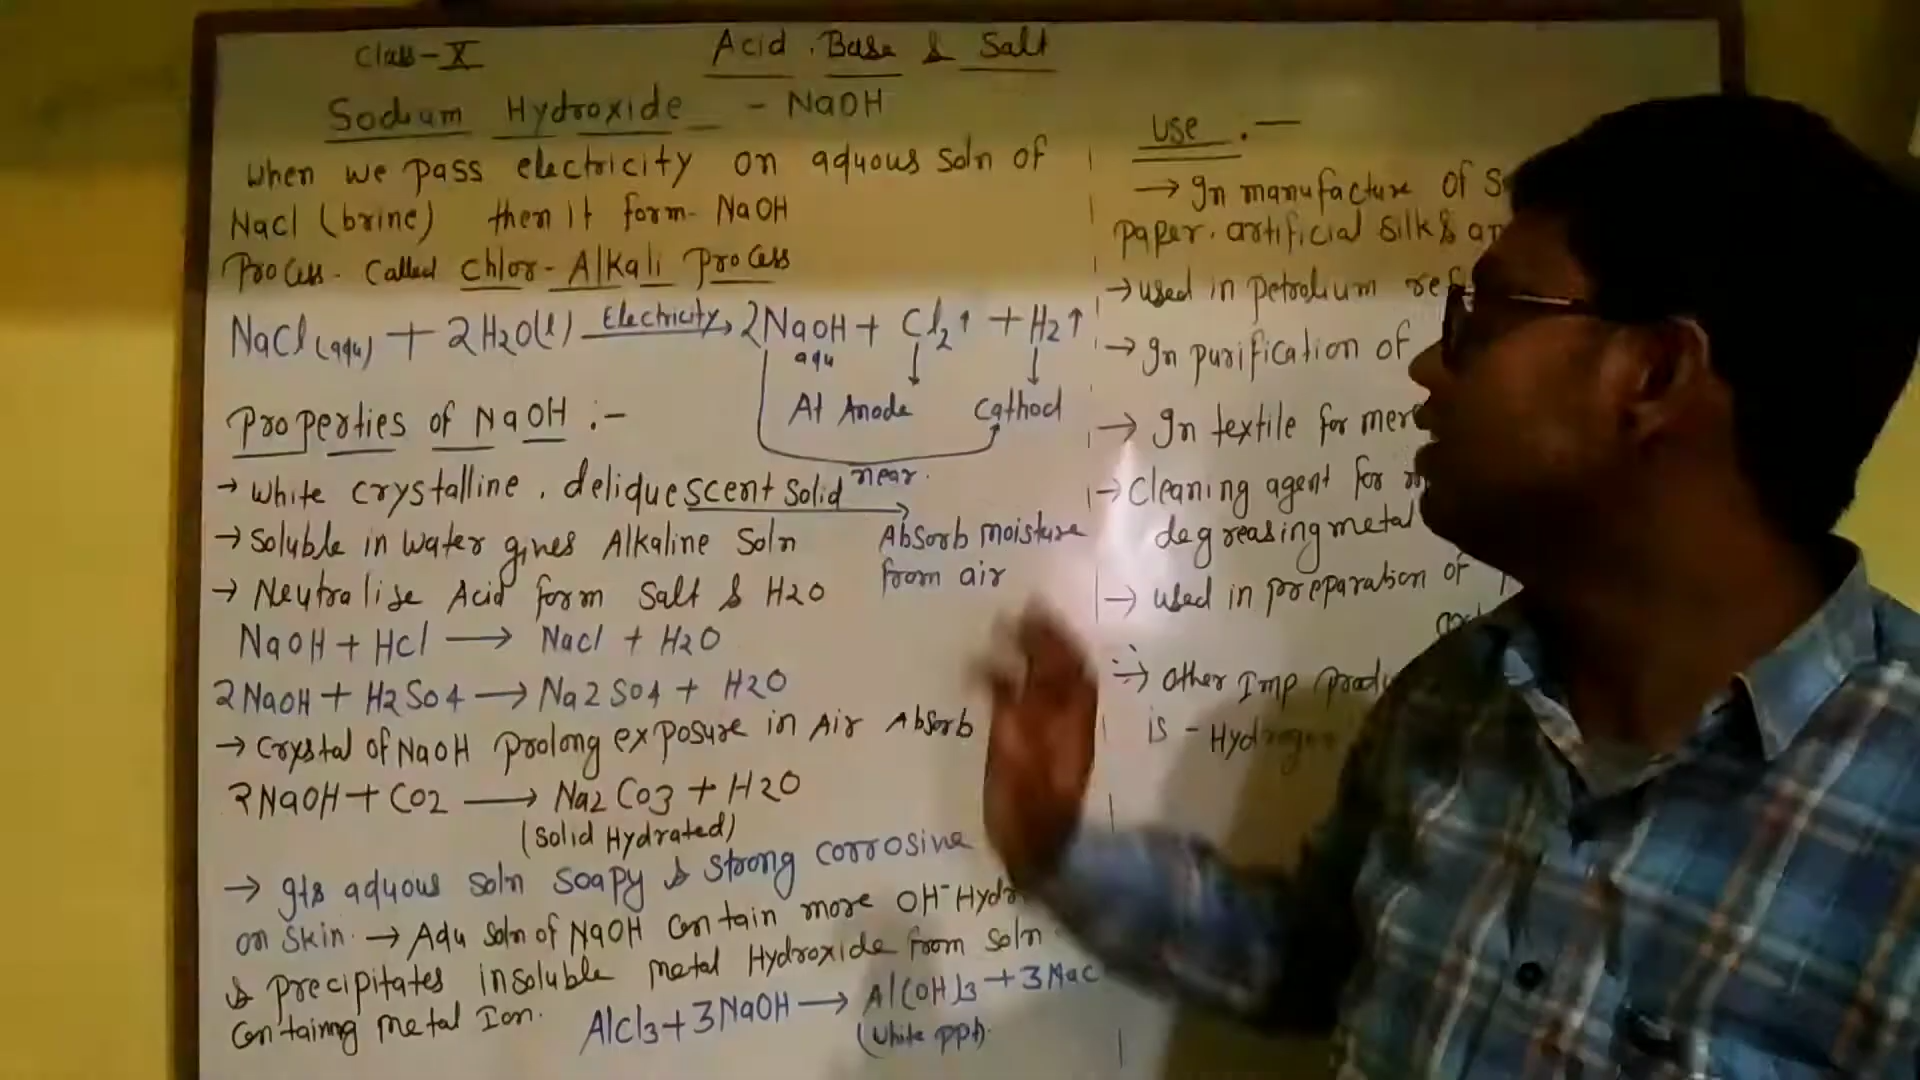 Class-X
Acid, Base & Salt
Sodium Hydroxide - NaOH
When we pass electricity on aquous soln of
Nacl (brine) then it form- NaOH
Process- Called Chlor-Alkali Process
NaCl(aqu) + 2H2O(l) Electricity→ 2NaOH + Cl2↑ + H2↑
aqu
At Anode Cathod
near.
Properties of NaOH :-
→ White crystalline, deliquescent solid →
Absorb moisture
from air
→ Soluble in water gives Alkaline Soln
→ Neutralise Acid form Salt & H2O
NaOH + HCl → Nacl + H2O
2NaOH + H2SO4 → Na2SO4 + H2O
→ Crystal of NaOH Prolong exposure in Air Absorb
2NaOH + CO2 → Na2CO3 + H2O
(Solid Hydrated)
→ Its aquous soln soapy & strong corrosive
on skin. → Aqu soln of NaOH Contain more OH⁻ Hydr
& precipitates insoluble metal Hydroxide from soln
Containing metal Ion.
AlCl3 + 3NaOH → Al(OH)3 + 3Nac
(White ppt).
Use :-
→ In manufacture of S
paper, artificial silk &
→ used in petrolium ref
→ In purification of
→ In textile for mer
→ Cleaning agent for
degreasing metal
→ used in preparation of
→ other Imp produ
is - Hydrogen